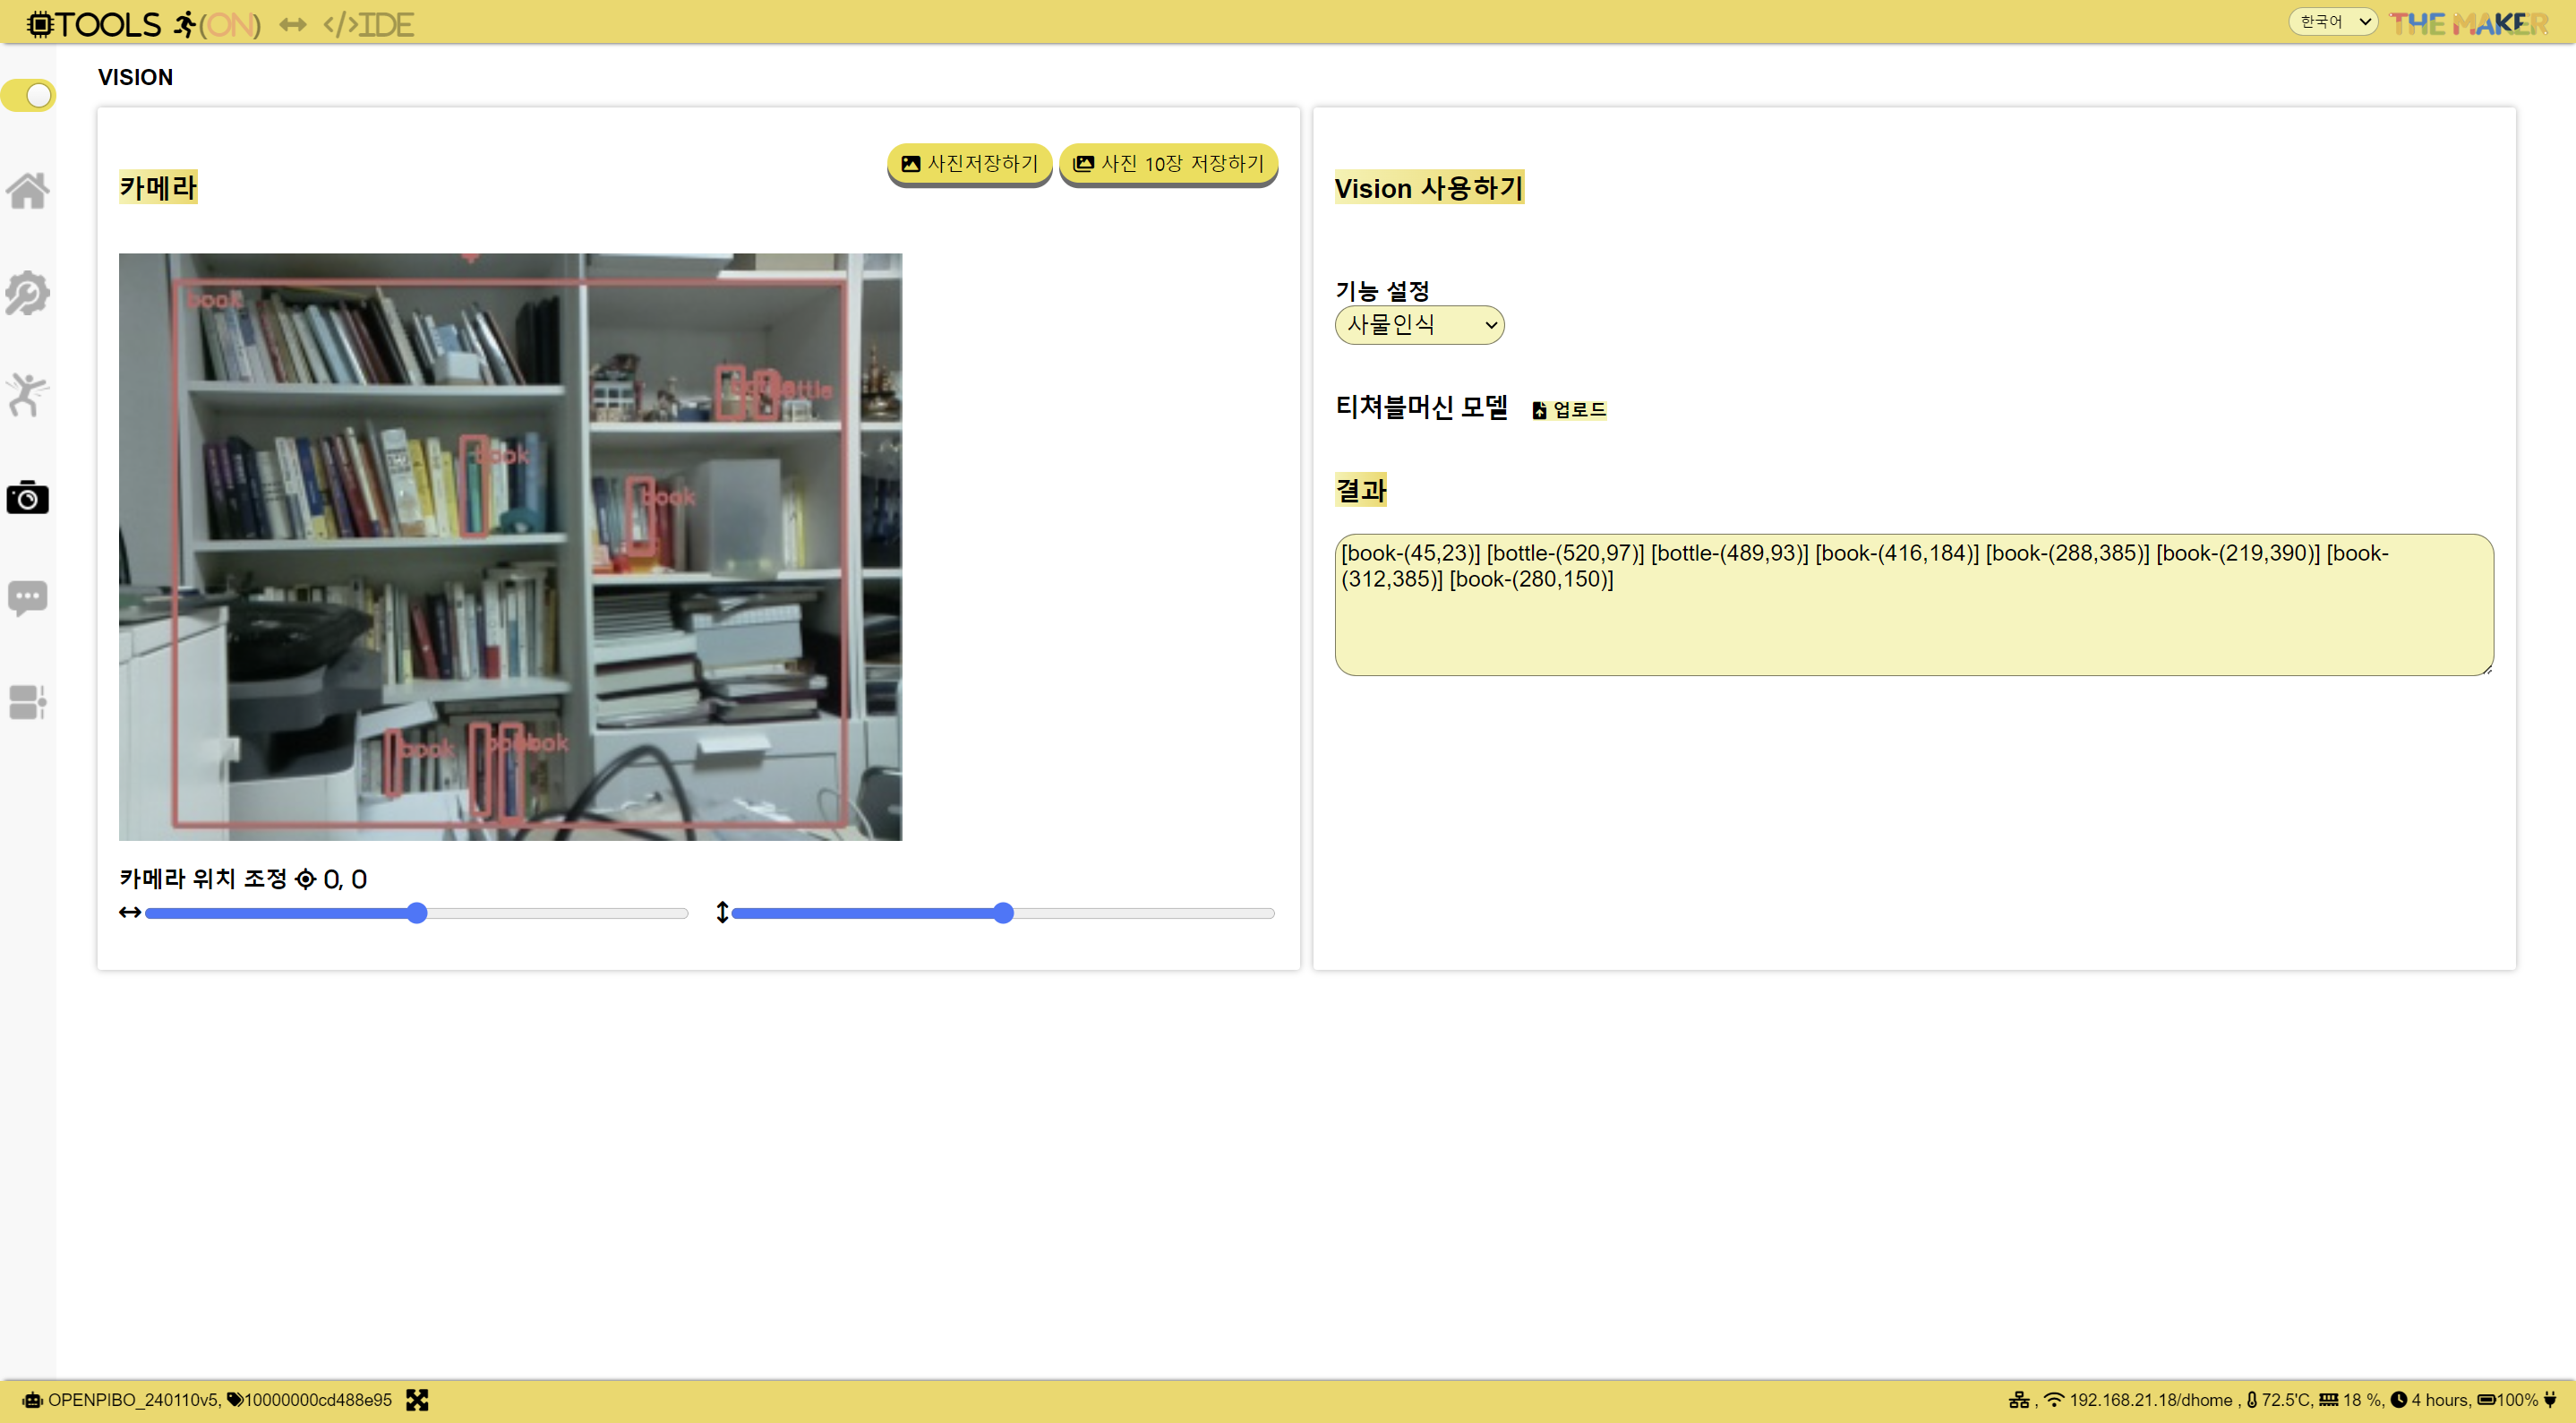 TOOLS (ON) </>IDE 한국어 THE MAKER
VISION
사진저장하기 사진 10장 저장하기
카메라
book
bottle
book
book
book
book
book
카메라 위치 조정 0, 0
Vision 사용하기
기능 설정
사물인식
티쳐블머신 모델 업로드
결과
[book-(45,23)] [bottle-(520,97)] [bottle-(489,93)] [book-(416,184)] [book-(288,385)] [book-(219,390)] [book-
(312,385)] [book-(280,150)]
OPENPIBO_240110v5, 10000000cd488e95 , 192.168.21.18/dhome , 72.5'C, 18 %, 4 hours, 100%